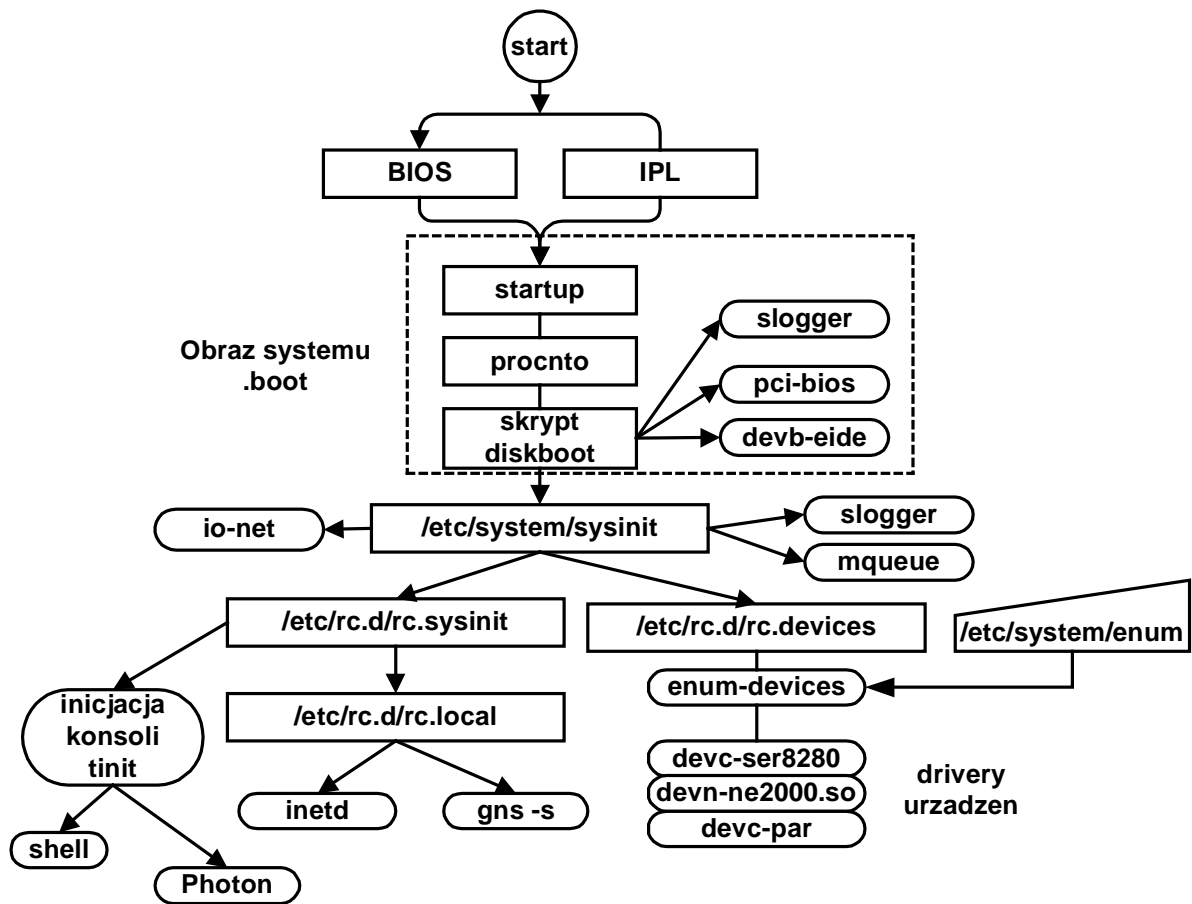 start
BIOS
IPL
startup
slogger
Obraz systemu
.boot
procnto
pci-bios
skrypt
diskboot
devb-eide
io-net
/etc/system/sysinit
slogger
mqueue
/etc/rc.d/rc.sysinit
/etc/rc.d/rc.devices
/etc/system/enum
inicjacja
konsoli
tinit
/etc/rc.d/rc.local
enum-devices
devc-ser8280
devn-ne2000.so
devc-par
drivery
urzadzen
inetd
gns -s
shell
Photon